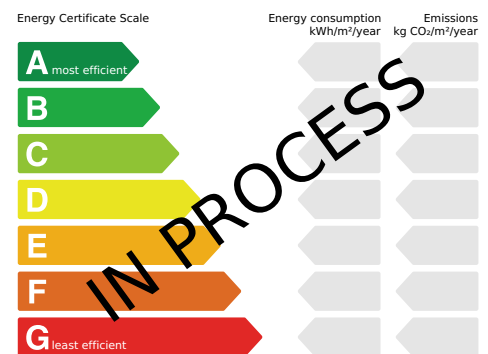 Energy Certificate Scale
Energy consumption
kWh/m²/year
Emissions
kg CO₂/m²/year
A most efficient
B
C
D
E
F
G least efficient
IN PROCESS